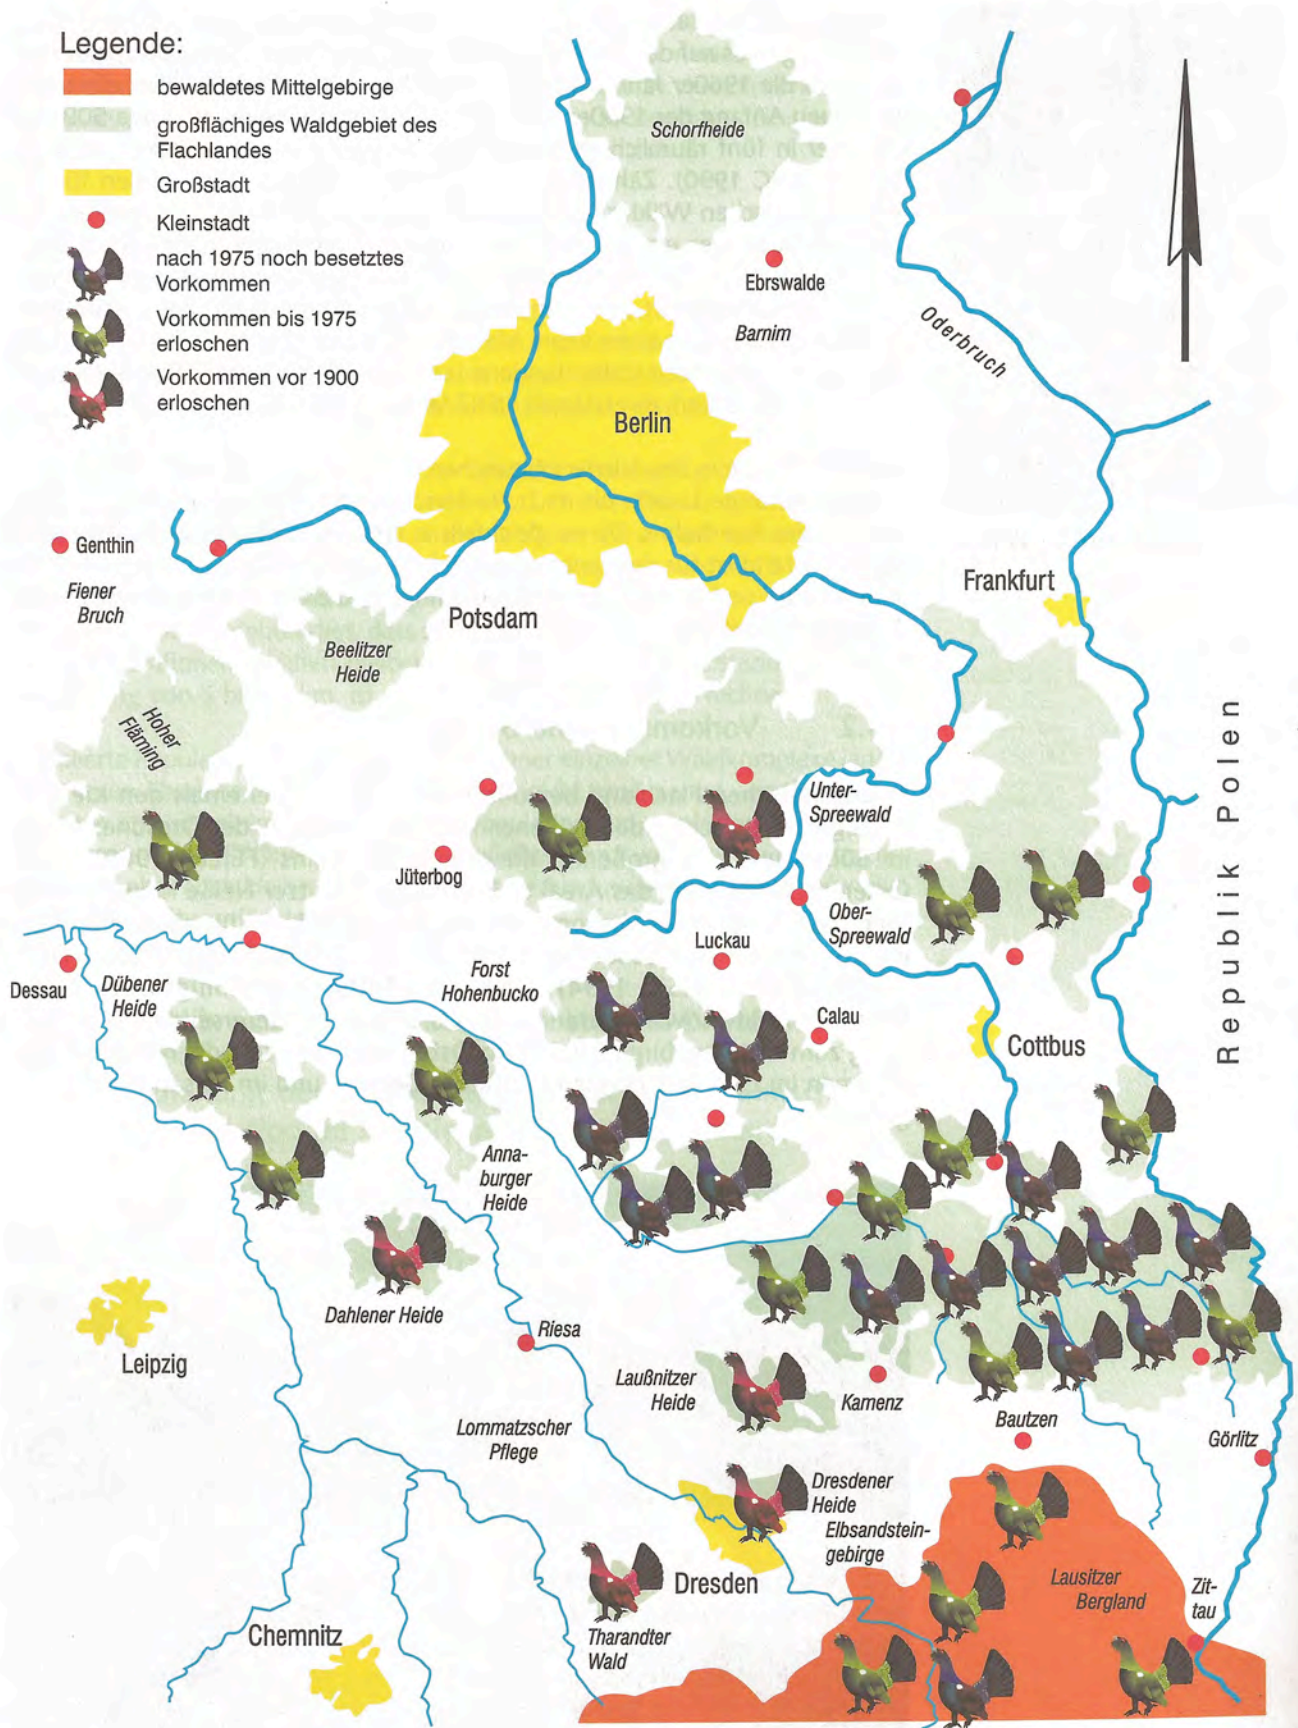 Legende:
bewaldetes Mittelgebirge
großflächiges Waldgebiet des
Flachlandes
Großstadt
Kleinstadt
nach 1975 noch besetztes
Vorkommen
Vorkommen bis 1975
erloschen
Vorkommen vor 1900
erloschen
Schorfheide
Ebrswalde
Barnim
Oderbruch
Berlin
Genthin
Fiener
Bruch
Frankfurt
Potsdam
Beelitzer
Heide
Hoher
Fläming
Republik Polen
Unter-
Spreewald
Jüterbog
Ober-
Spreewald
Luckau
Forst
Hohenbucko
Dessau
Dübener
Heide
Calau
Cottbus
Anna-
burger
Heide
Dahlener Heide
Riesa
Leipzig
Laußnitzer
Heide
Kamenz
Bautzen
Görlitz
Lommatzscher
Pflege
Dresdener
Heide
Elbsandstein-
gebirge
Dresden
Lausitzer
Bergland
Zit-
tau
Chemnitz
Tharandter
Wald